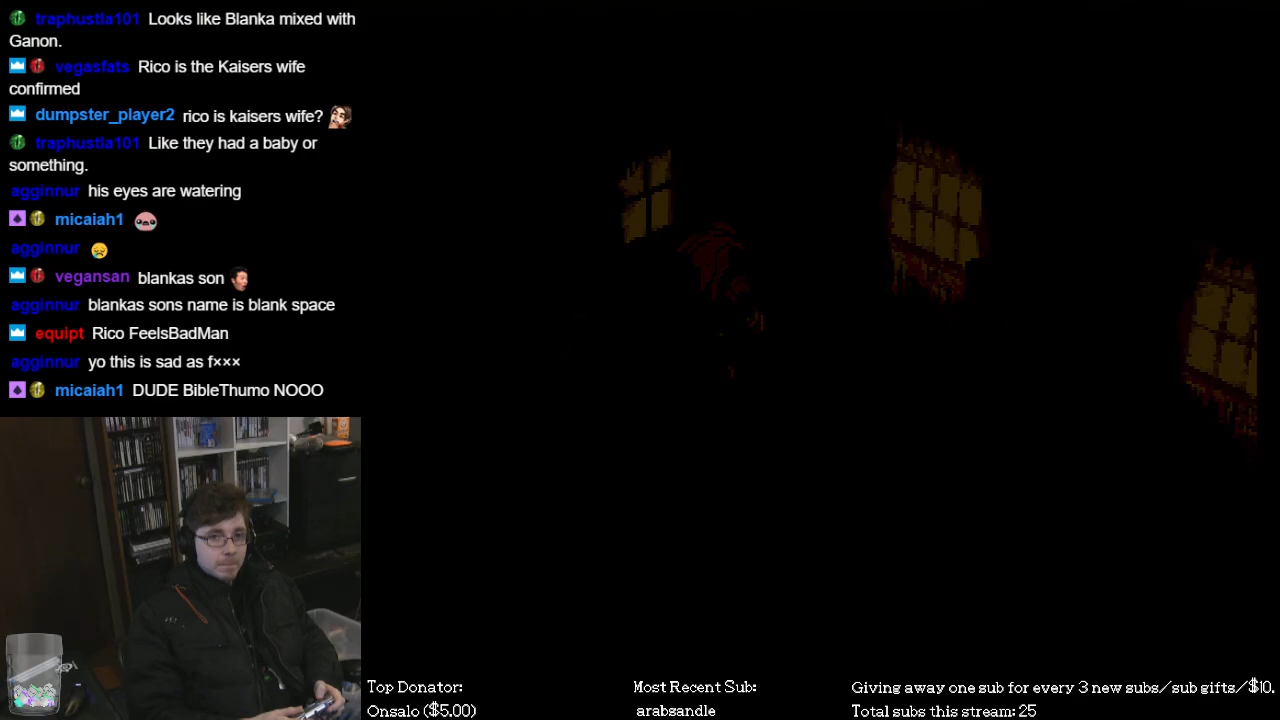 traphustla101 Looks like Blanka mixed with
Ganon.
vegasfats Rico is the Kaisers wife
confirmed
dumpster_player2 rico is kaisers wife?
traphustla101 Like they had a baby or
something.
agginnur his eyes are watering
micaiah1
agginnur
vegansan blankas son
agginnur blankas sons name is blank space
equipt Rico FeelsBadMan
agginnur yo this is sad as f×××
micaiah1 DUDE BibleThumo NOOO
Top Donator:
Onsalo ($5.00)
Most Recent Sub:
arabsandle
Giving away one sub for every 3 new subs/sub gifts/$10.
Total subs this stream: 25